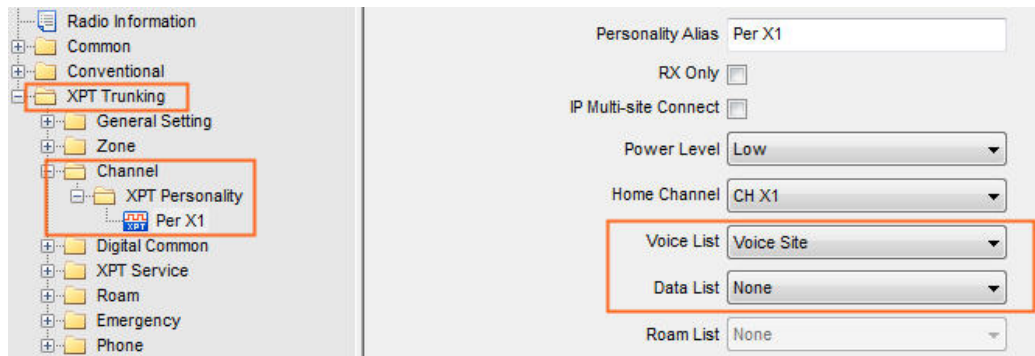 Radio Information
Common
Conventional
XPT Trunking
General Setting
Zone
Channel
XPT Personality
XPT Per X1
Digital Common
XPT Service
Roam
Emergency
Phone
Personality Alias Per X1
RX Only
IP Multi-site Connect
Power Level Low
Home Channel CH X1
Voice List Voice Site
Data List None
Roam List None